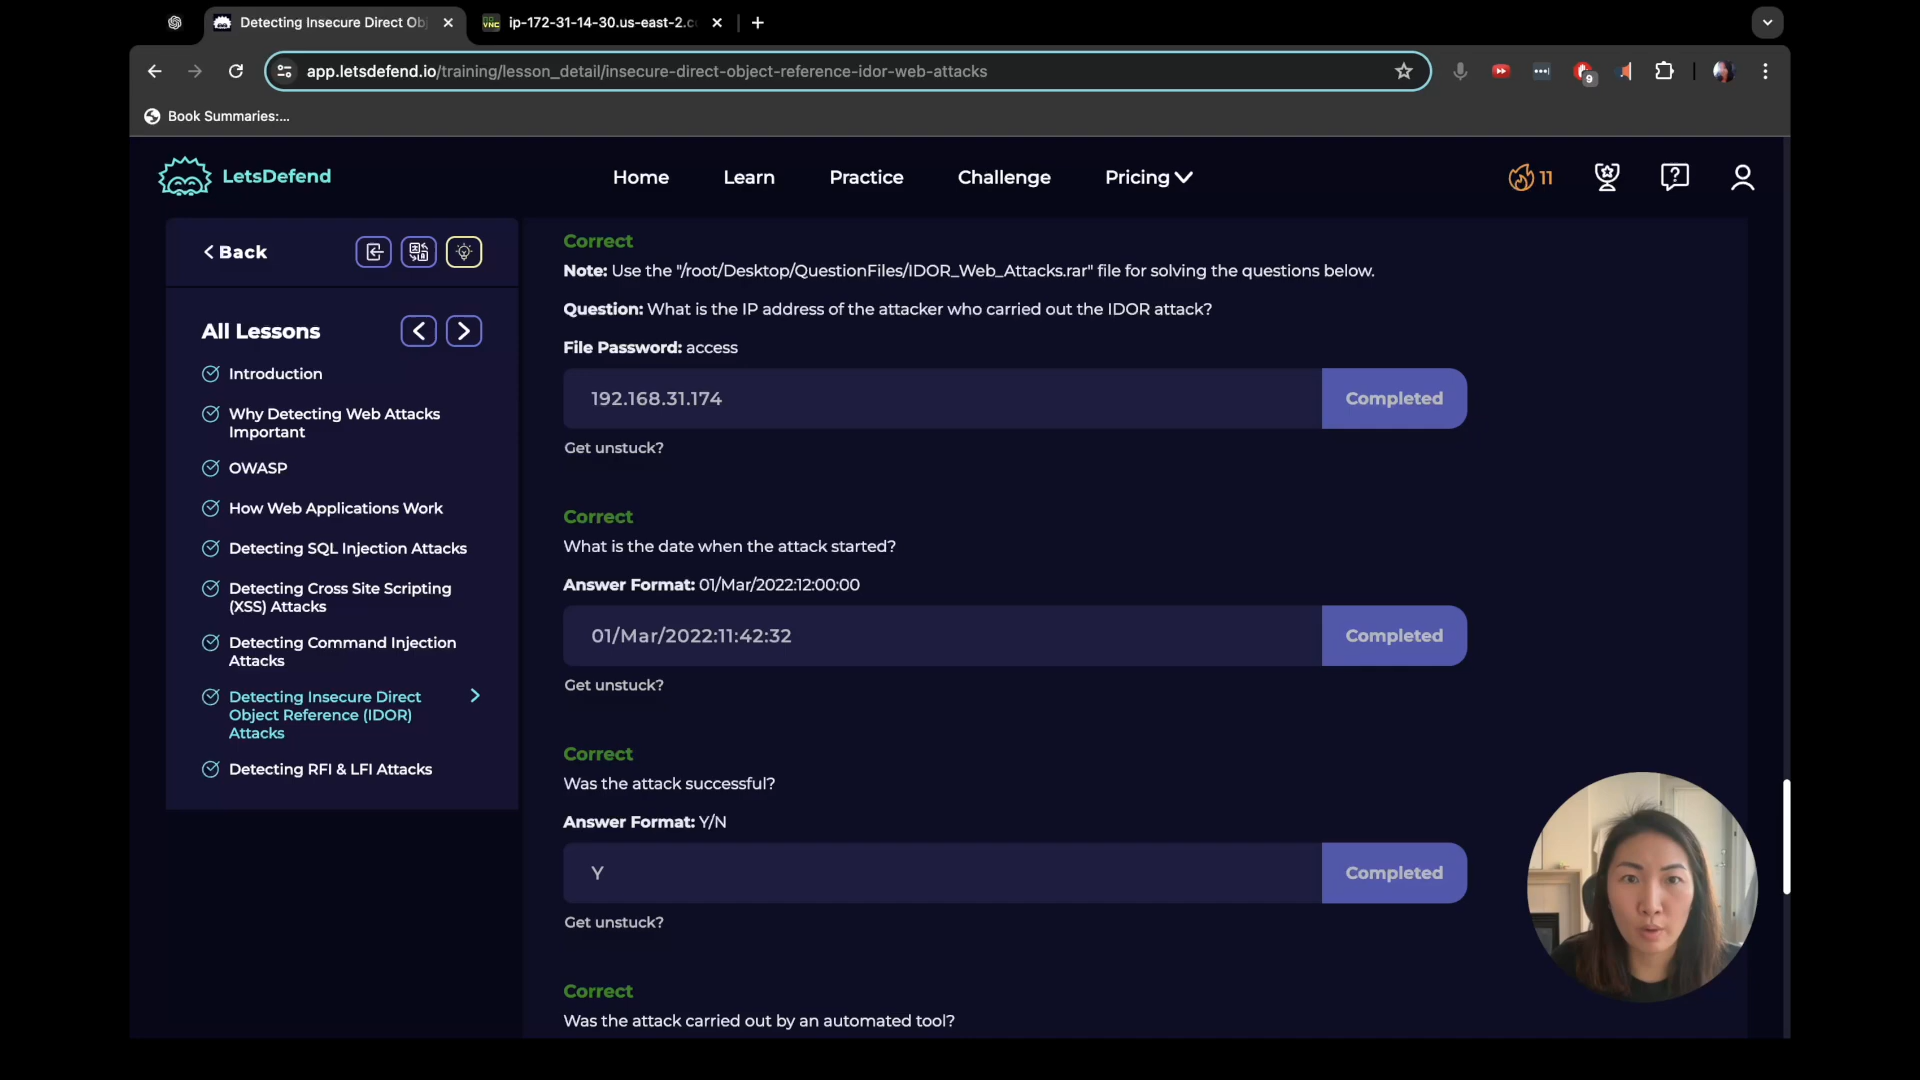 Detecting Insecure Direct Ob
ip-172-31-14-30.us-east-2.c
app.letsdefend.io/training/lesson_detail/insecure-direct-object-reference-idor-web-attacks
9
Book Summaries:...
LetsDefend
Home
Learn
Practice
Challenge
Pricing
11
Back
All Lessons
Introduction
Why Detecting Web Attacks
Important
OWASP
How Web Applications Work
Detecting SQL Injection Attacks
Detecting Cross Site Scripting
(XSS) Attacks
Detecting Command Injection
Attacks
Detecting Insecure Direct
Object Reference (IDOR)
Attacks
Detecting RFI & LFI Attacks
Correct
Note: Use the "/root/Desktop/QuestionFiles/IDOR_Web_Attacks.rar" file for solving the questions below.
Question: What is the IP address of the attacker who carried out the IDOR attack?
File Password: access
192.168.31.174
Completed
Get unstuck?
Correct
What is the date when the attack started?
Answer Format: 01/Mar/2022:12:00:00
01/Mar/2022:11:42:32
Completed
Get unstuck?
Correct
Was the attack successful?
Answer Format: Y/N
Y
Completed
Get unstuck?
Correct
Was the attack carried out by an automated tool?